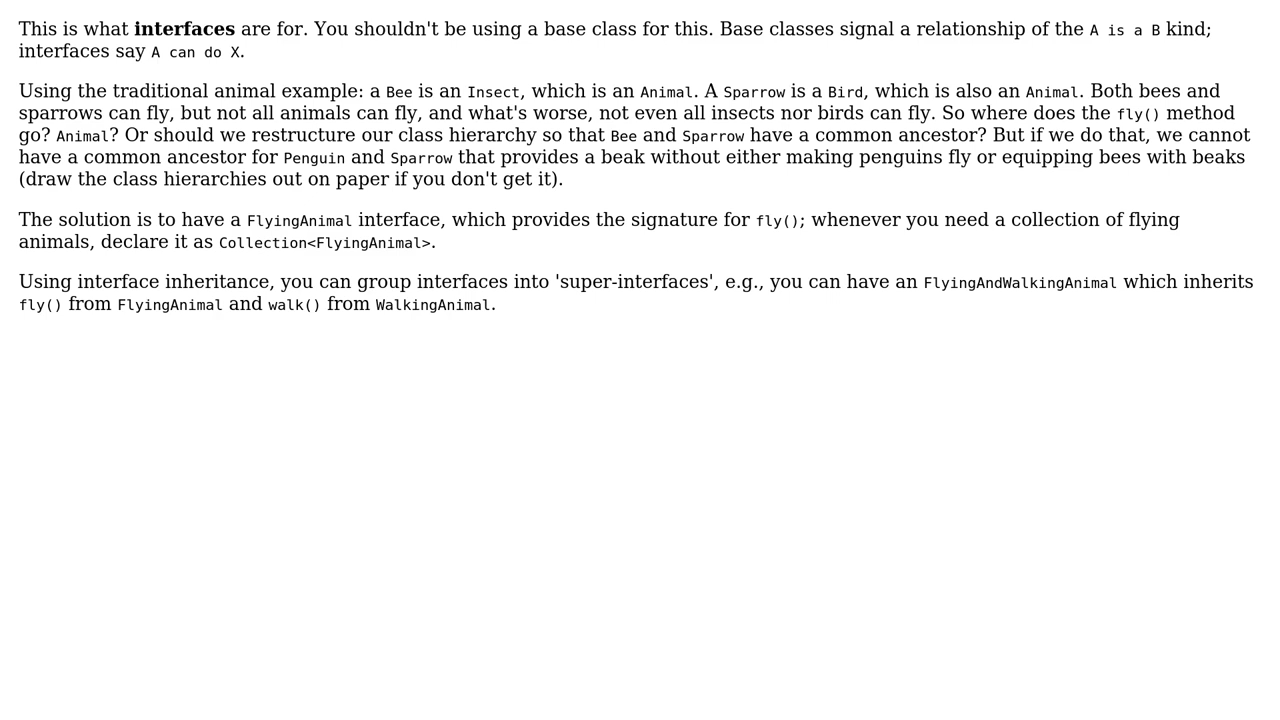 This is what interfaces are for. You shouldn't be using a base class for this. Base classes signal a relationship of the A is a B kind;
interfaces say A can do X.
Using the traditional animal example: a Bee is an Insect, which is an Animal. A Sparrow is a Bird, which is also an Animal. Both bees and
sparrows can fly, but not all animals can fly, and what's worse, not even all insects nor birds can fly. So where does the fly() method
go? Animal? Or should we restructure our class hierarchy so that Bee and Sparrow have a common ancestor? But if we do that, we cannot
have a common ancestor for Penguin and Sparrow that provides a beak without either making penguins fly or equipping bees with beaks
(draw the class hierarchies out on paper if you don't get it).
The solution is to have a FlyingAnimal interface, which provides the signature for fly(); whenever you need a collection of flying
animals, declare it as Collection<FlyingAnimal>.
Using interface inheritance, you can group interfaces into 'super-interfaces', e.g., you can have an FlyingAndWalkingAnimal which inherits
fly() from FlyingAnimal and walk() from WalkingAnimal.